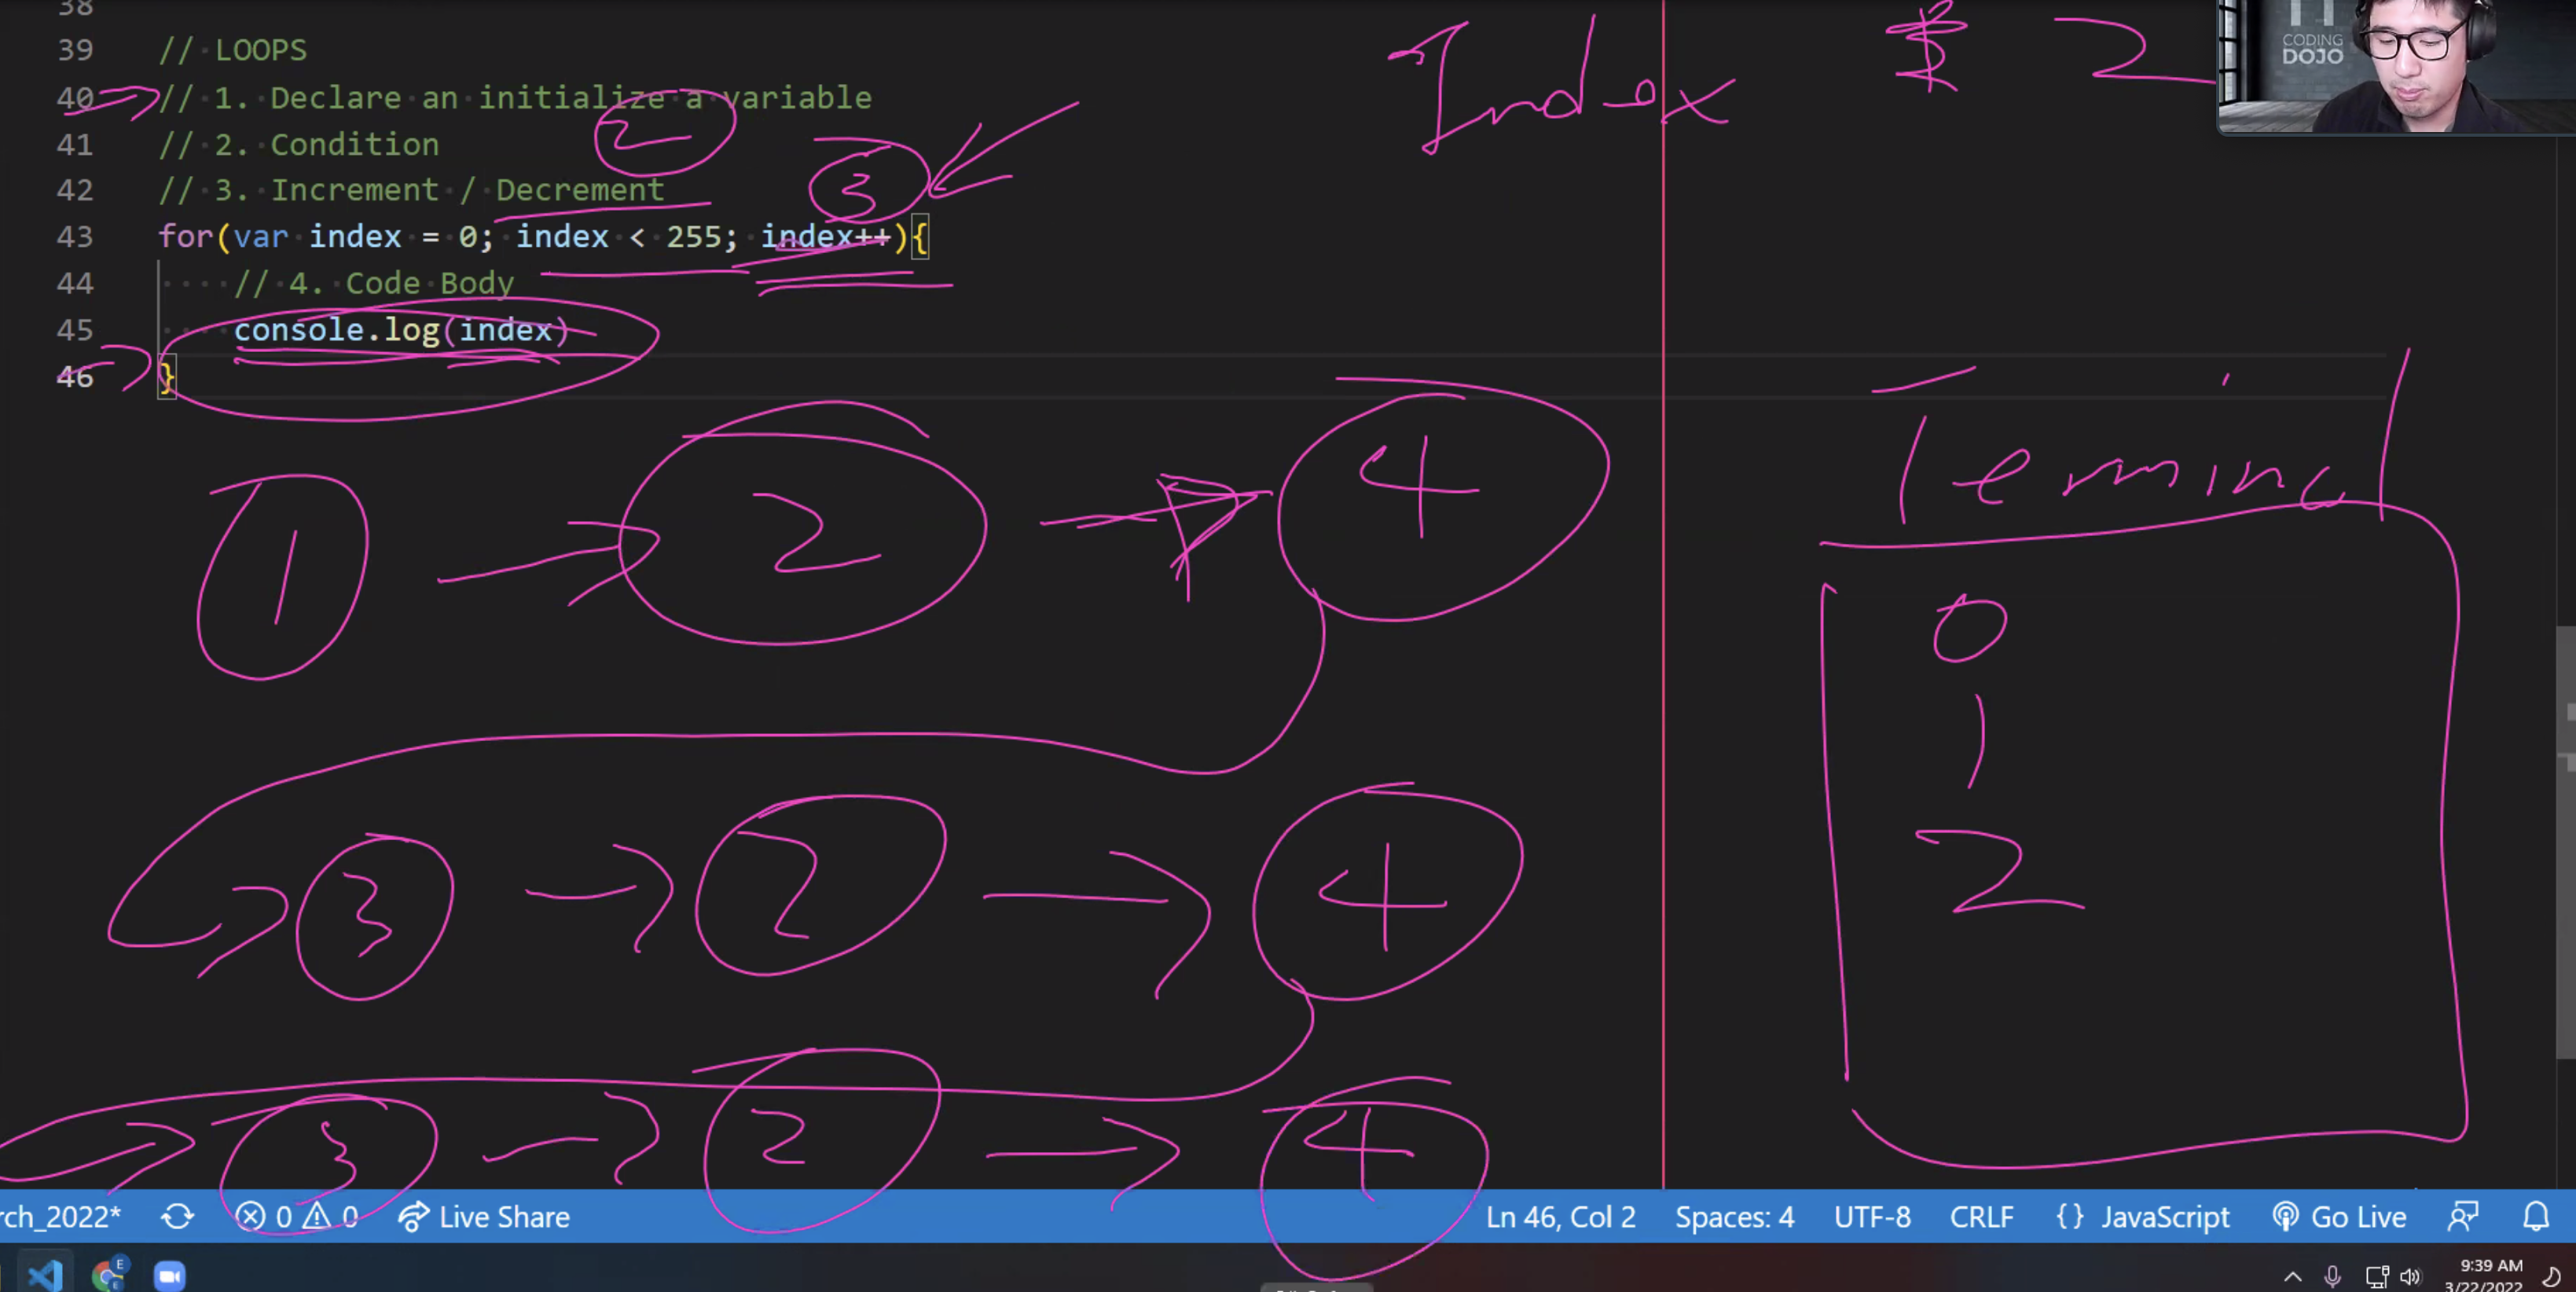 38
39 // LOOPS
40 // 1. Declare an initialize a variable
41 // 2. Condition
42 // 3. Increment / Decrement
43 for(var index = 0; index < 255; index++){
44 // 4. Code Body
45 console.log(index)
46 }
2
3
Index 2
CODING
DOJO
Terminal
0
1
2
1 2 4
3 2 4
3 2 4
rch_2022* 0 0 Live Share Ln 46, Col 2 Spaces: 4 UTF-8 CRLF {} JavaScript Go Live
9:39 AM
3/22/2022